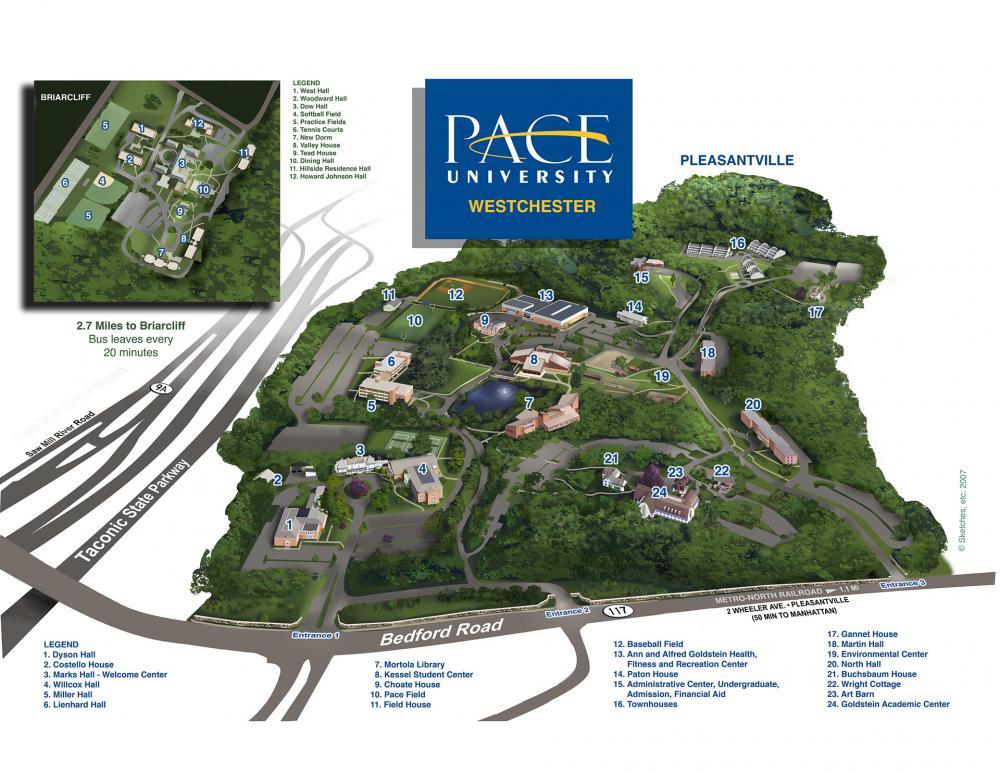 BRIARCLIFF
5
1
12
11
2
3
6
4
10
5
9
8
7
LEGEND
1. West Hall
2. Woodward Hall
3. Dow Hall
4. Softball Field
5. Practice Fields
6. Tennis Courts
7. New Dorm
8. Valley House
9. Tead House
10. Dining Hall
11. Hillside Residence Hall
12. Howard Johnson Hall
PACE
UNIVERSITY
WESTCHESTER
PLEASANTVILLE
2.7 Miles to Briarcliff
Bus leaves every
20 minutes
9A
Saw Mill River Road
Taconic State Parkway
16
15
11
12
13
14
17
10
9
6
8
18
19
5
7
20
3
4
2
21
23
22
24
1
© Sketches, etc. 2007
Entrance 1
Bedford Road
Entrance 2
117
METRO-NORTH RAILROAD 1.1 MI
2 WHEELER AVE. • PLEASANTVILLE
(50 MIN TO MANHATTAN)
Entrance 3
LEGEND
1. Dyson Hall
2. Costello House
3. Marks Hall - Welcome Center
4. Willcox Hall
5. Miller Hall
6. Lienhard Hall
7. Mortola Library
8. Kessel Student Center
9. Choate House
10. Pace Field
11. Field House
12. Baseball Field
13. Ann and Alfred Goldstein Health,
Fitness and Recreation Center
14. Paton House
15. Administrative Center, Undergraduate,
Admission, Financial Aid
16. Townhouses
17. Gannet House
18. Martin Hall
19. Environmental Center
20. North Hall
21. Buchsbaum House
22. Wright Cottage
23. Art Barn
24. Goldstein Academic Center